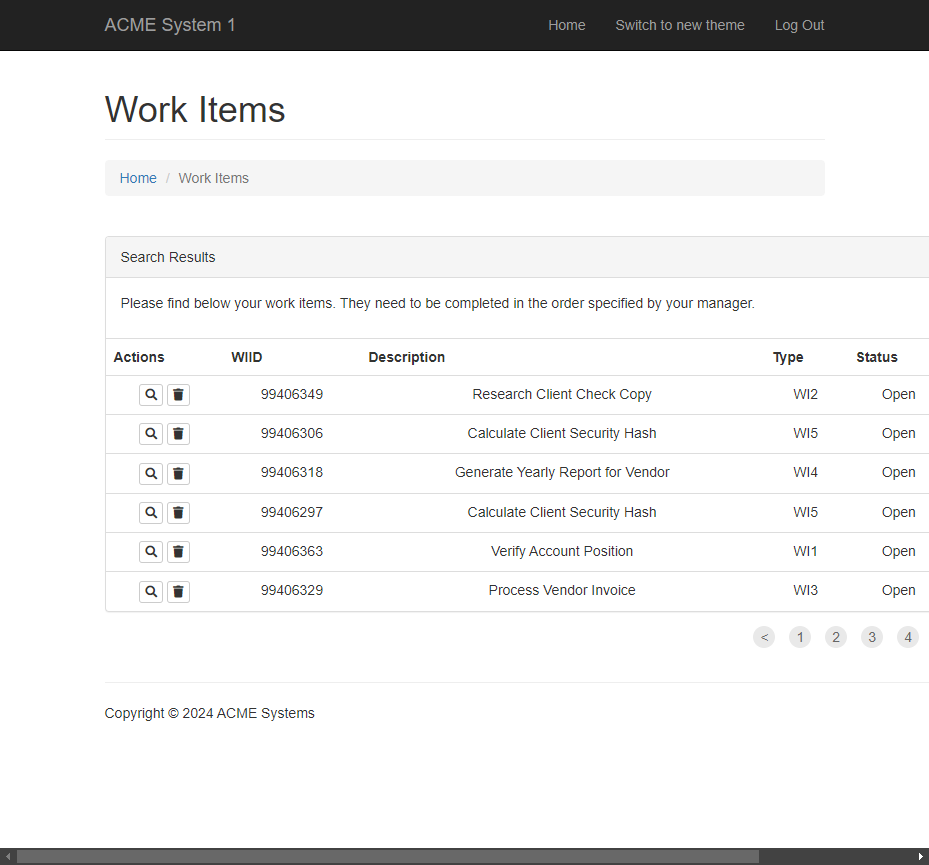 ACME System 1 Home Switch to new theme Log Out
Work Items
Home / Work Items
Search Results
Please find below your work items. They need to be completed in the order specified by your manager.
Actions WIID Description Type Status
99406349 Research Client Check Copy WI2 Open
99406306 Calculate Client Security Hash WI5 Open
99406318 Generate Yearly Report for Vendor WI4 Open
99406297 Calculate Client Security Hash WI5 Open
99406363 Verify Account Position WI1 Open
99406329 Process Vendor Invoice WI3 Open
< 1 2 3 4
Copyright © 2024 ACME Systems